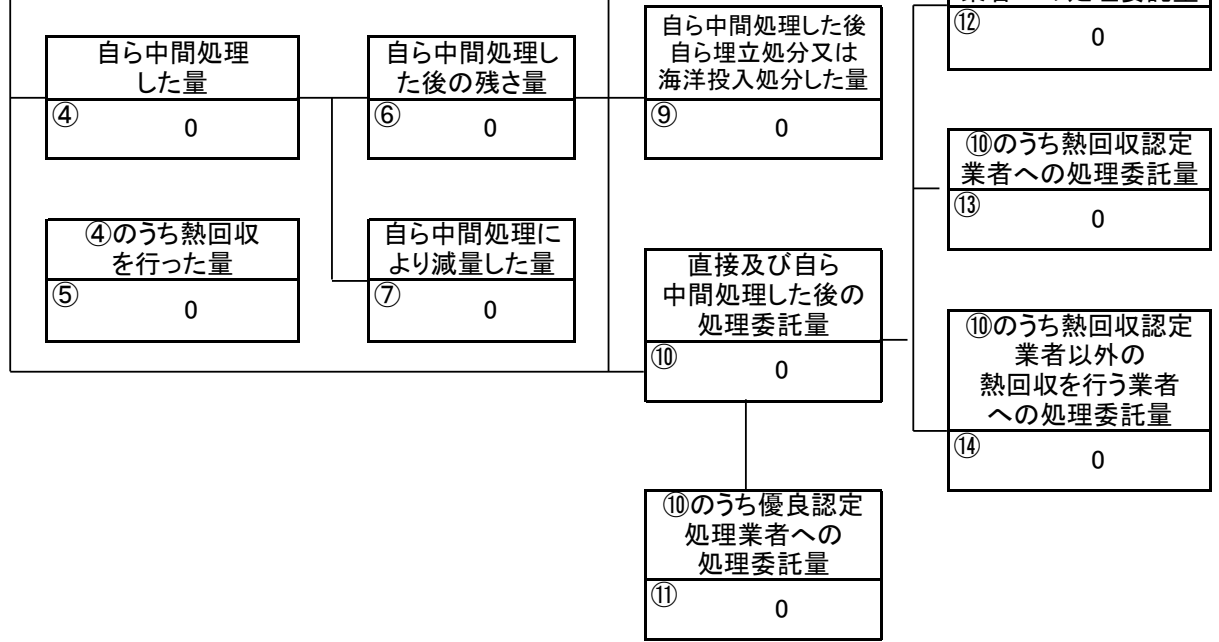 自ら中間処理
した量
④
0
自ら中間処理し
た後の残さ量
⑥
0
自ら中間処理した後
自ら埋立処分又は
海洋投入処分した量
⑨
0
⑫
0
⑩のうち熱回収認定
業者への処理委託量
⑬
0
④のうち熱回収
を行った量
⑤
0
自ら中間処理に
より減量した量
⑦
0
直接及び自ら
中間処理した後の
処理委託量
⑩
0
⑩のうち熱回収認定
業者以外の
熱回収を行う業者
への処理委託量
⑭
0
⑩のうち優良認定
処理業者への
処理委託量
⑪
0